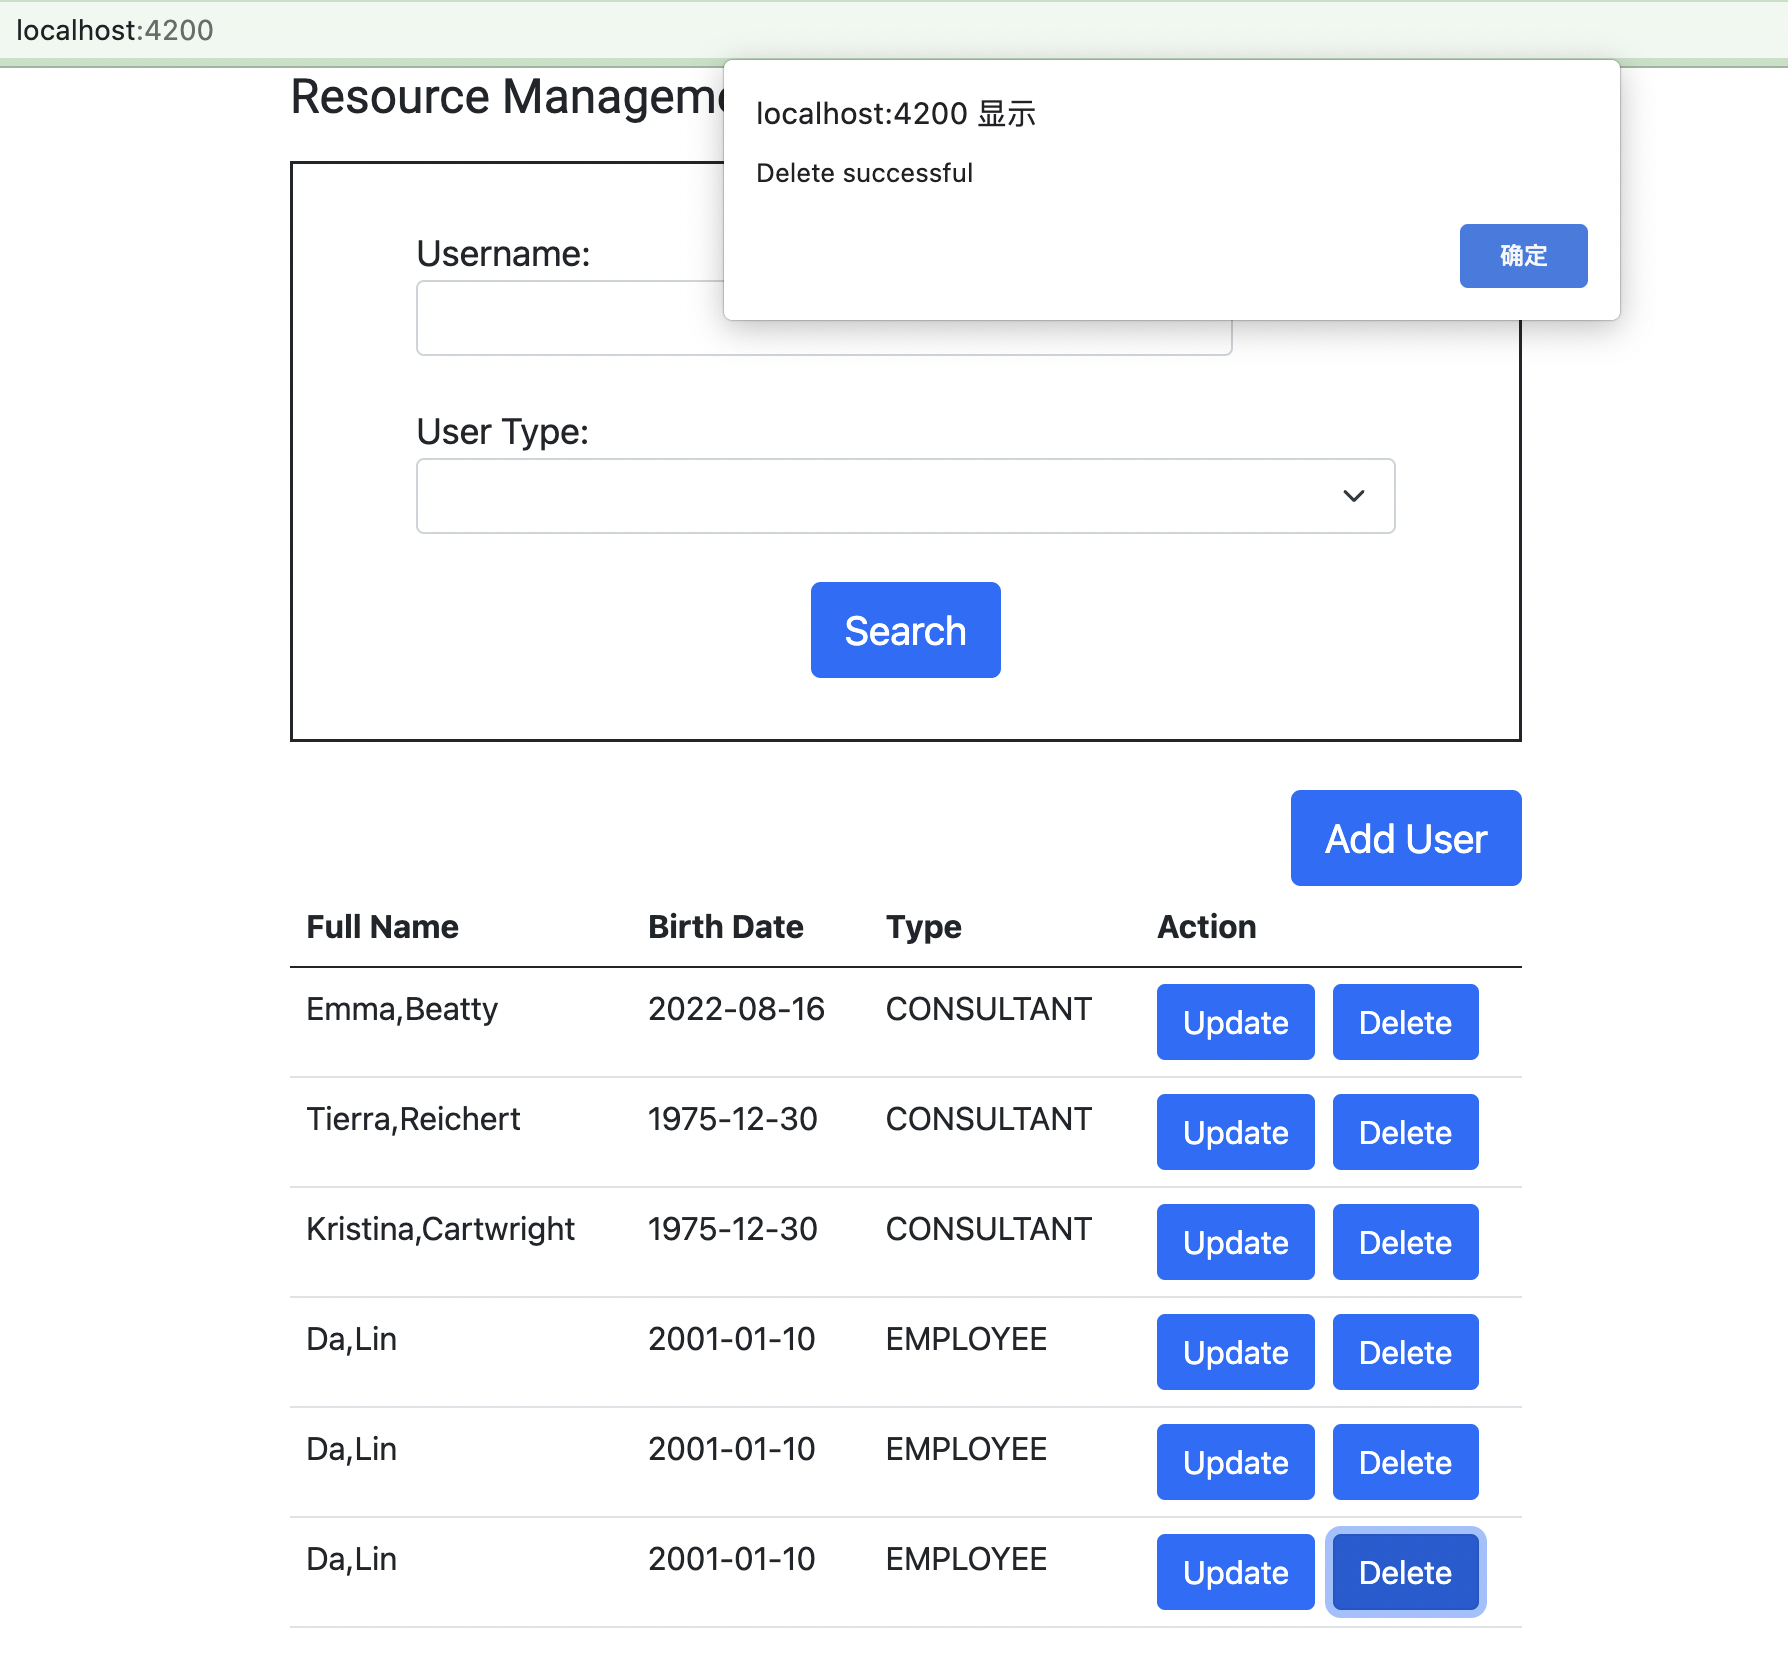 localhost:4200
Resource Managem
localhost:4200 显示
Delete successful
确定
Username:
User Type:
Search
Add User
Full Name Birth Date Type Action
Emma,Beatty 2022-08-16 CONSULTANT Update Delete
Tierra,Reichert 1975-12-30 CONSULTANT Update Delete
Kristina,Cartwright 1975-12-30 CONSULTANT Update Delete
Da,Lin 2001-01-10 EMPLOYEE Update Delete
Da,Lin 2001-01-10 EMPLOYEE Update Delete
Da,Lin 2001-01-10 EMPLOYEE Update Delete